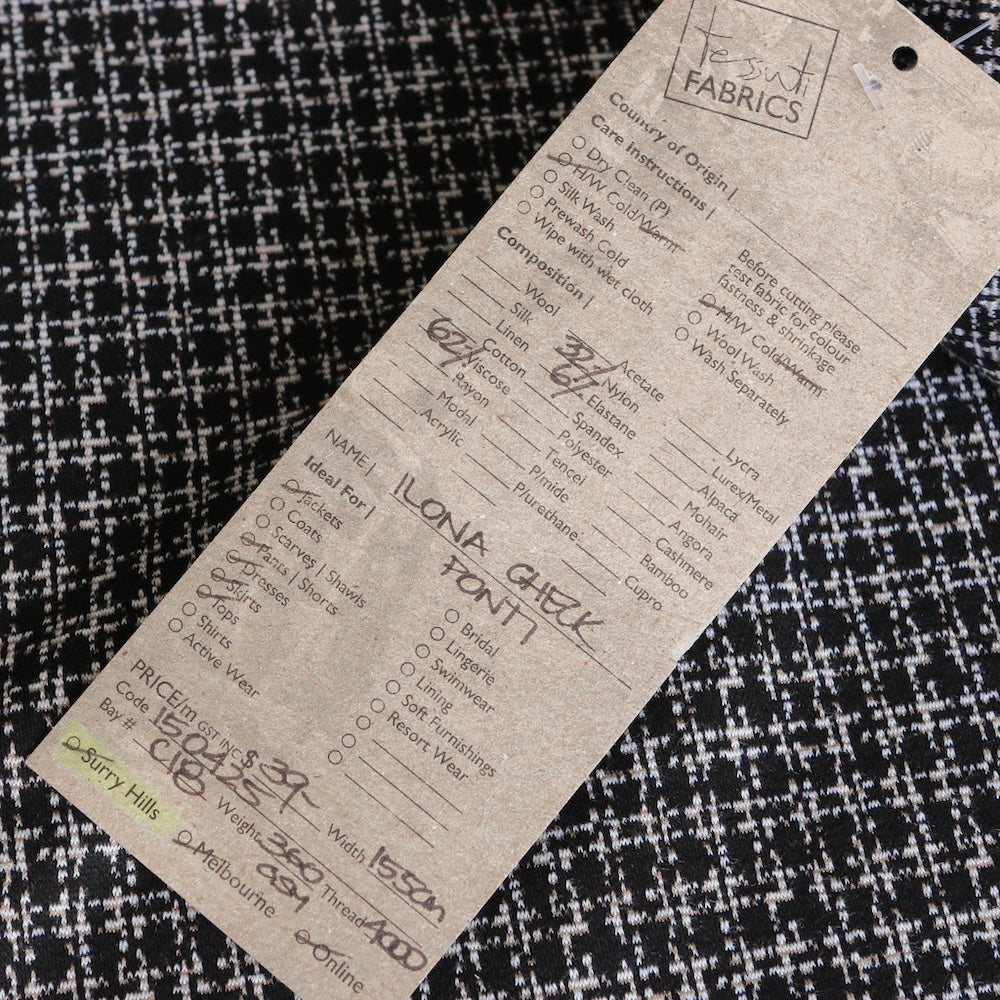 Tessuti
FABRICS
Country of Origin |
Care Instructions |
Dry Clean (P)
H/W Cold/Warm
Silk Wash
Prewash Cold
Wipe with wet cloth
Before cutting please
test fabric for colour
fastness & shrinkage
M/W Cold/Warm
Wool Wash
Wash Separately
Composition |
Wool
Silk
Linen
Cotton
62% Viscose
Rayon
Modal
Acrylic
Acetate
32% Nylon
6% Elastane
Spandex
Polyester
Tencel
P/mide
P/urethane
Lycra
Lurex/Metal
Alpaca
Mohair
Angora
Cashmere
Bamboo
Cupro
NAME | ILONA CHECK
PONTI
Ideal For |
Jackets
Coats
Scarves | Shawls
Pants | Shorts
Dresses
Skirts
Tops
Shirts
Active Wear
Bridal
Lingerie
Swimwear
Lining
Soft Furnishings
Resort Wear
PRICE/m GST INC $39-
Code 150425 Width 155cm
Bay # C1B Weight 360 GSM Thread 4000
Surry Hills
Melbourne
Online